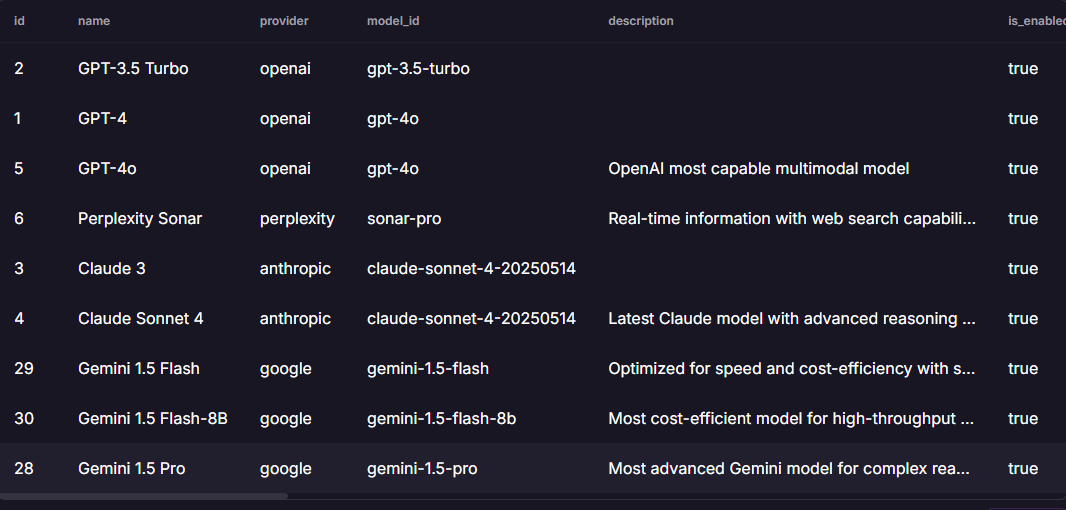 id name provider model_id description is_enabled
2 GPT-3.5 Turbo openai gpt-3.5-turbo true
1 GPT-4 openai gpt-4o true
5 GPT-4o openai gpt-4o OpenAI most capable multimodal model true
6 Perplexity Sonar perplexity sonar-pro Real-time information with web search capabili... true
3 Claude 3 anthropic claude-sonnet-4-20250514 true
4 Claude Sonnet 4 anthropic claude-sonnet-4-20250514 Latest Claude model with advanced reasoning ... true
29 Gemini 1.5 Flash google gemini-1.5-flash Optimized for speed and cost-efficiency with s... true
30 Gemini 1.5 Flash-8B google gemini-1.5-flash-8b Most cost-efficient model for high-throughput ... true
28 Gemini 1.5 Pro google gemini-1.5-pro Most advanced Gemini model for complex rea... true